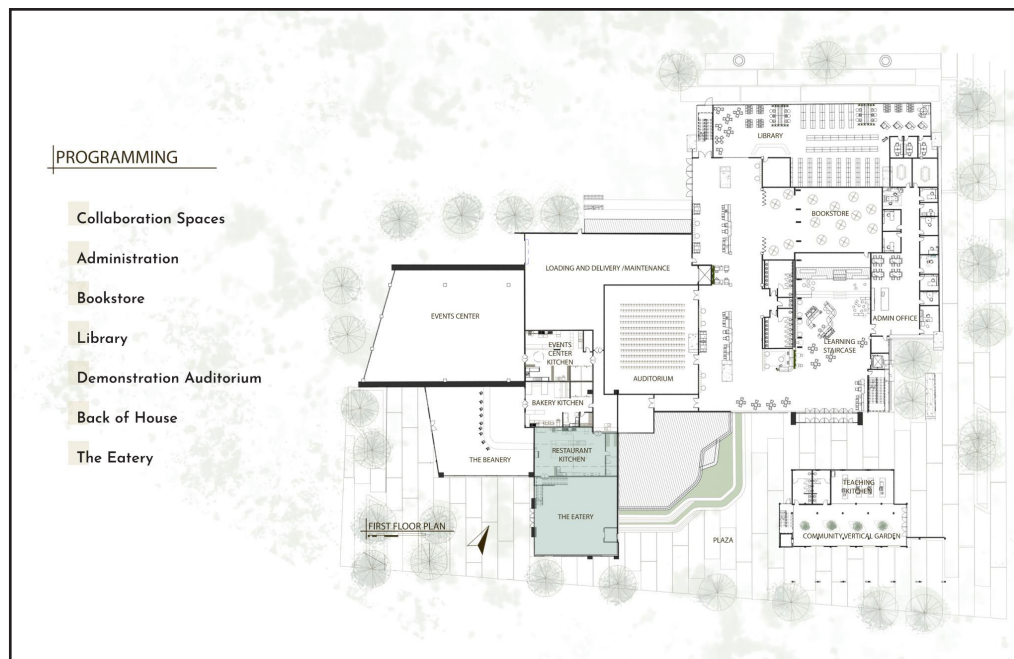 PROGRAMMING
Collaboration Spaces
Administration
Bookstore
Library
Demonstration Auditorium
Back of House
The Eatery
LIBRARY
BOOKSTORE
LOADING AND DELIVERY /MAINTENANCE
EVENTS CENTER
ADMIN OFFICE
EVENTS
CENTER
KITCHEN
LEARNING
STAIRCASE
AUDITORIUM
BAKERY KITCHEN
THE BEANERY
RESTAURANT
KITCHEN
TEACHING
KITCHEN
THE EATERY
FIRST FLOOR PLAN
PLAZA
COMMUNITY VERTICAL GARDEN